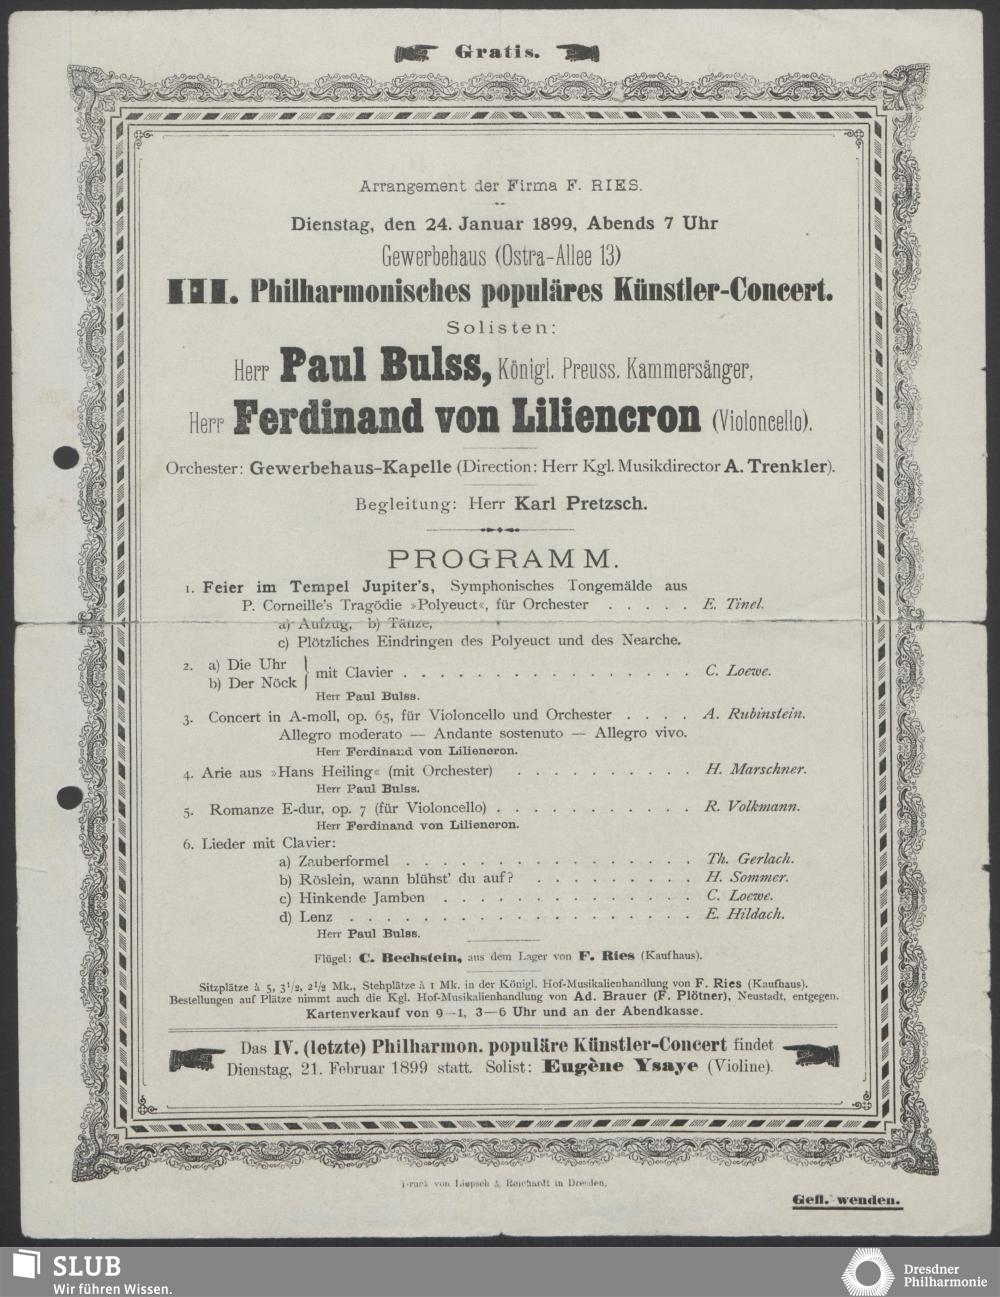 Gratis.
Arrangement der Firma F. RIES.
Dienstag, den 24. Januar 1899, Abends 7 Uhr
Gewerbehaus (Ostra-Allee 13)
III. Philharmonisches populäres Künstler-Concert.
Solisten:
Herr Paul Bulss, Königl. Preuss. Kammersänger,
Herr Ferdinand von Liliencron (Violoncello).
Orchester: Gewerbehaus-Kapelle (Direction: Herr Kgl. Musikdirector A. Trenkler).
Begleitung: Herr Karl Pretzsch.
PROGRAMM.
1. Feier im Tempel Jupiter's, Symphonisches Tongemälde aus
P. Corneille's Tragödie »Polyeuct«, für Orchester . . . . . E. Tinel.
a) Aufzug, b) Tänze,
c) Plötzliches Eindringen des Polyeuct und des Nearche.
2. a) Die Uhr
b) Der Nöck } mit Clavier . . . . . . . . . . . . . . . . C. Loewe.
Herr Paul Bulss.
3. Concert in A-moll, op. 65, für Violoncello und Orchester . . . . A. Rubinstein.
Allegro moderato — Andante sostenuto — Allegro vivo.
Herr Ferdinand von Liliencron.
4. Arie aus »Hans Heiling« (mit Orchester) . . . . . . . . . . H. Marschner.
Herr Paul Bulss.
5. Romanze E-dur, op. 7 (für Violoncello) . . . . . . . . . . . R. Volkmann.
Herr Ferdinand von Liliencron.
6. Lieder mit Clavier:
a) Zauberformel . . . . . . . . . . . . . . . . Th. Gerlach.
b) Röslein, wann blühst' du auf? . . . . . . . . . H. Sommer.
c) Hinkende Jamben . . . . . . . . . . . . . . C. Loewe.
d) Lenz . . . . . . . . . . . . . . . . . . . E. Hildach.
Herr Paul Bulss.
Flügel: C. Bechstein, aus dem Lager von F. Ries (Kaufhaus).
Sitzplätze à 5, 3 1/2, 2 1/2 Mk., Stehplätze à 1 Mk. in der Königl. Hof-Musikalienhandlung von F. Ries (Kaufhaus).
Bestellungen auf Plätze nimmt auch die Kgl. Hof-Musikalienhandlung von Ad. Brauer (F. Plötner), Neustadt, entgegen.
Kartenverkauf von 9—1, 3—6 Uhr und an der Abendkasse.
Das IV. (letzte) Philharmon. populäre Künstler-Concert findet
Dienstag, 21. Februar 1899 statt. Solist: Eugène Ysaye (Violine).
Druck von Liepsch & Reichardt in Dresden.
Gefl. wenden.
SLUB
Wir führen Wissen.
Dresdner
Philharmonie